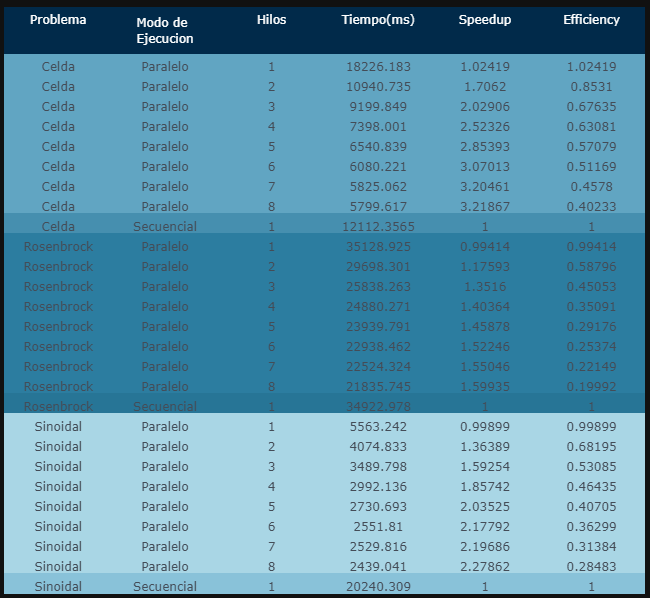 Problema Modo de Ejecucion Hilos Tiempo(ms) Speedup Efficiency
Celda Paralelo 1 18226.183 1.02419 1.02419
Celda Paralelo 2 10940.735 1.7062 0.8531
Celda Paralelo 3 9199.849 2.02906 0.67635
Celda Paralelo 4 7398.001 2.52326 0.63081
Celda Paralelo 5 6540.839 2.85393 0.57079
Celda Paralelo 6 6080.221 3.07013 0.51169
Celda Paralelo 7 5825.062 3.20461 0.4578
Celda Paralelo 8 5799.617 3.21867 0.40233
Celda Secuencial 1 12112.3565 1 1
Rosenbrock Paralelo 1 35128.925 0.99414 0.99414
Rosenbrock Paralelo 2 29698.301 1.17593 0.58796
Rosenbrock Paralelo 3 25838.263 1.3516 0.45053
Rosenbrock Paralelo 4 24880.271 1.40364 0.35091
Rosenbrock Paralelo 5 23939.791 1.45878 0.29176
Rosenbrock Paralelo 6 22938.462 1.52246 0.25374
Rosenbrock Paralelo 7 22524.324 1.55046 0.22149
Rosenbrock Paralelo 8 21835.745 1.59935 0.19992
Rosenbrock Secuencial 1 34922.978 1 1
Sinoidal Paralelo 1 5563.242 0.99899 0.99899
Sinoidal Paralelo 2 4074.833 1.36389 0.68195
Sinoidal Paralelo 3 3489.798 1.59254 0.53085
Sinoidal Paralelo 4 2992.136 1.85742 0.46435
Sinoidal Paralelo 5 2730.693 2.03525 0.40705
Sinoidal Paralelo 6 2551.81 2.17792 0.36299
Sinoidal Paralelo 7 2529.816 2.19686 0.31384
Sinoidal Paralelo 8 2439.041 2.27862 0.28483
Sinoidal Secuencial 1 20240.309 1 1